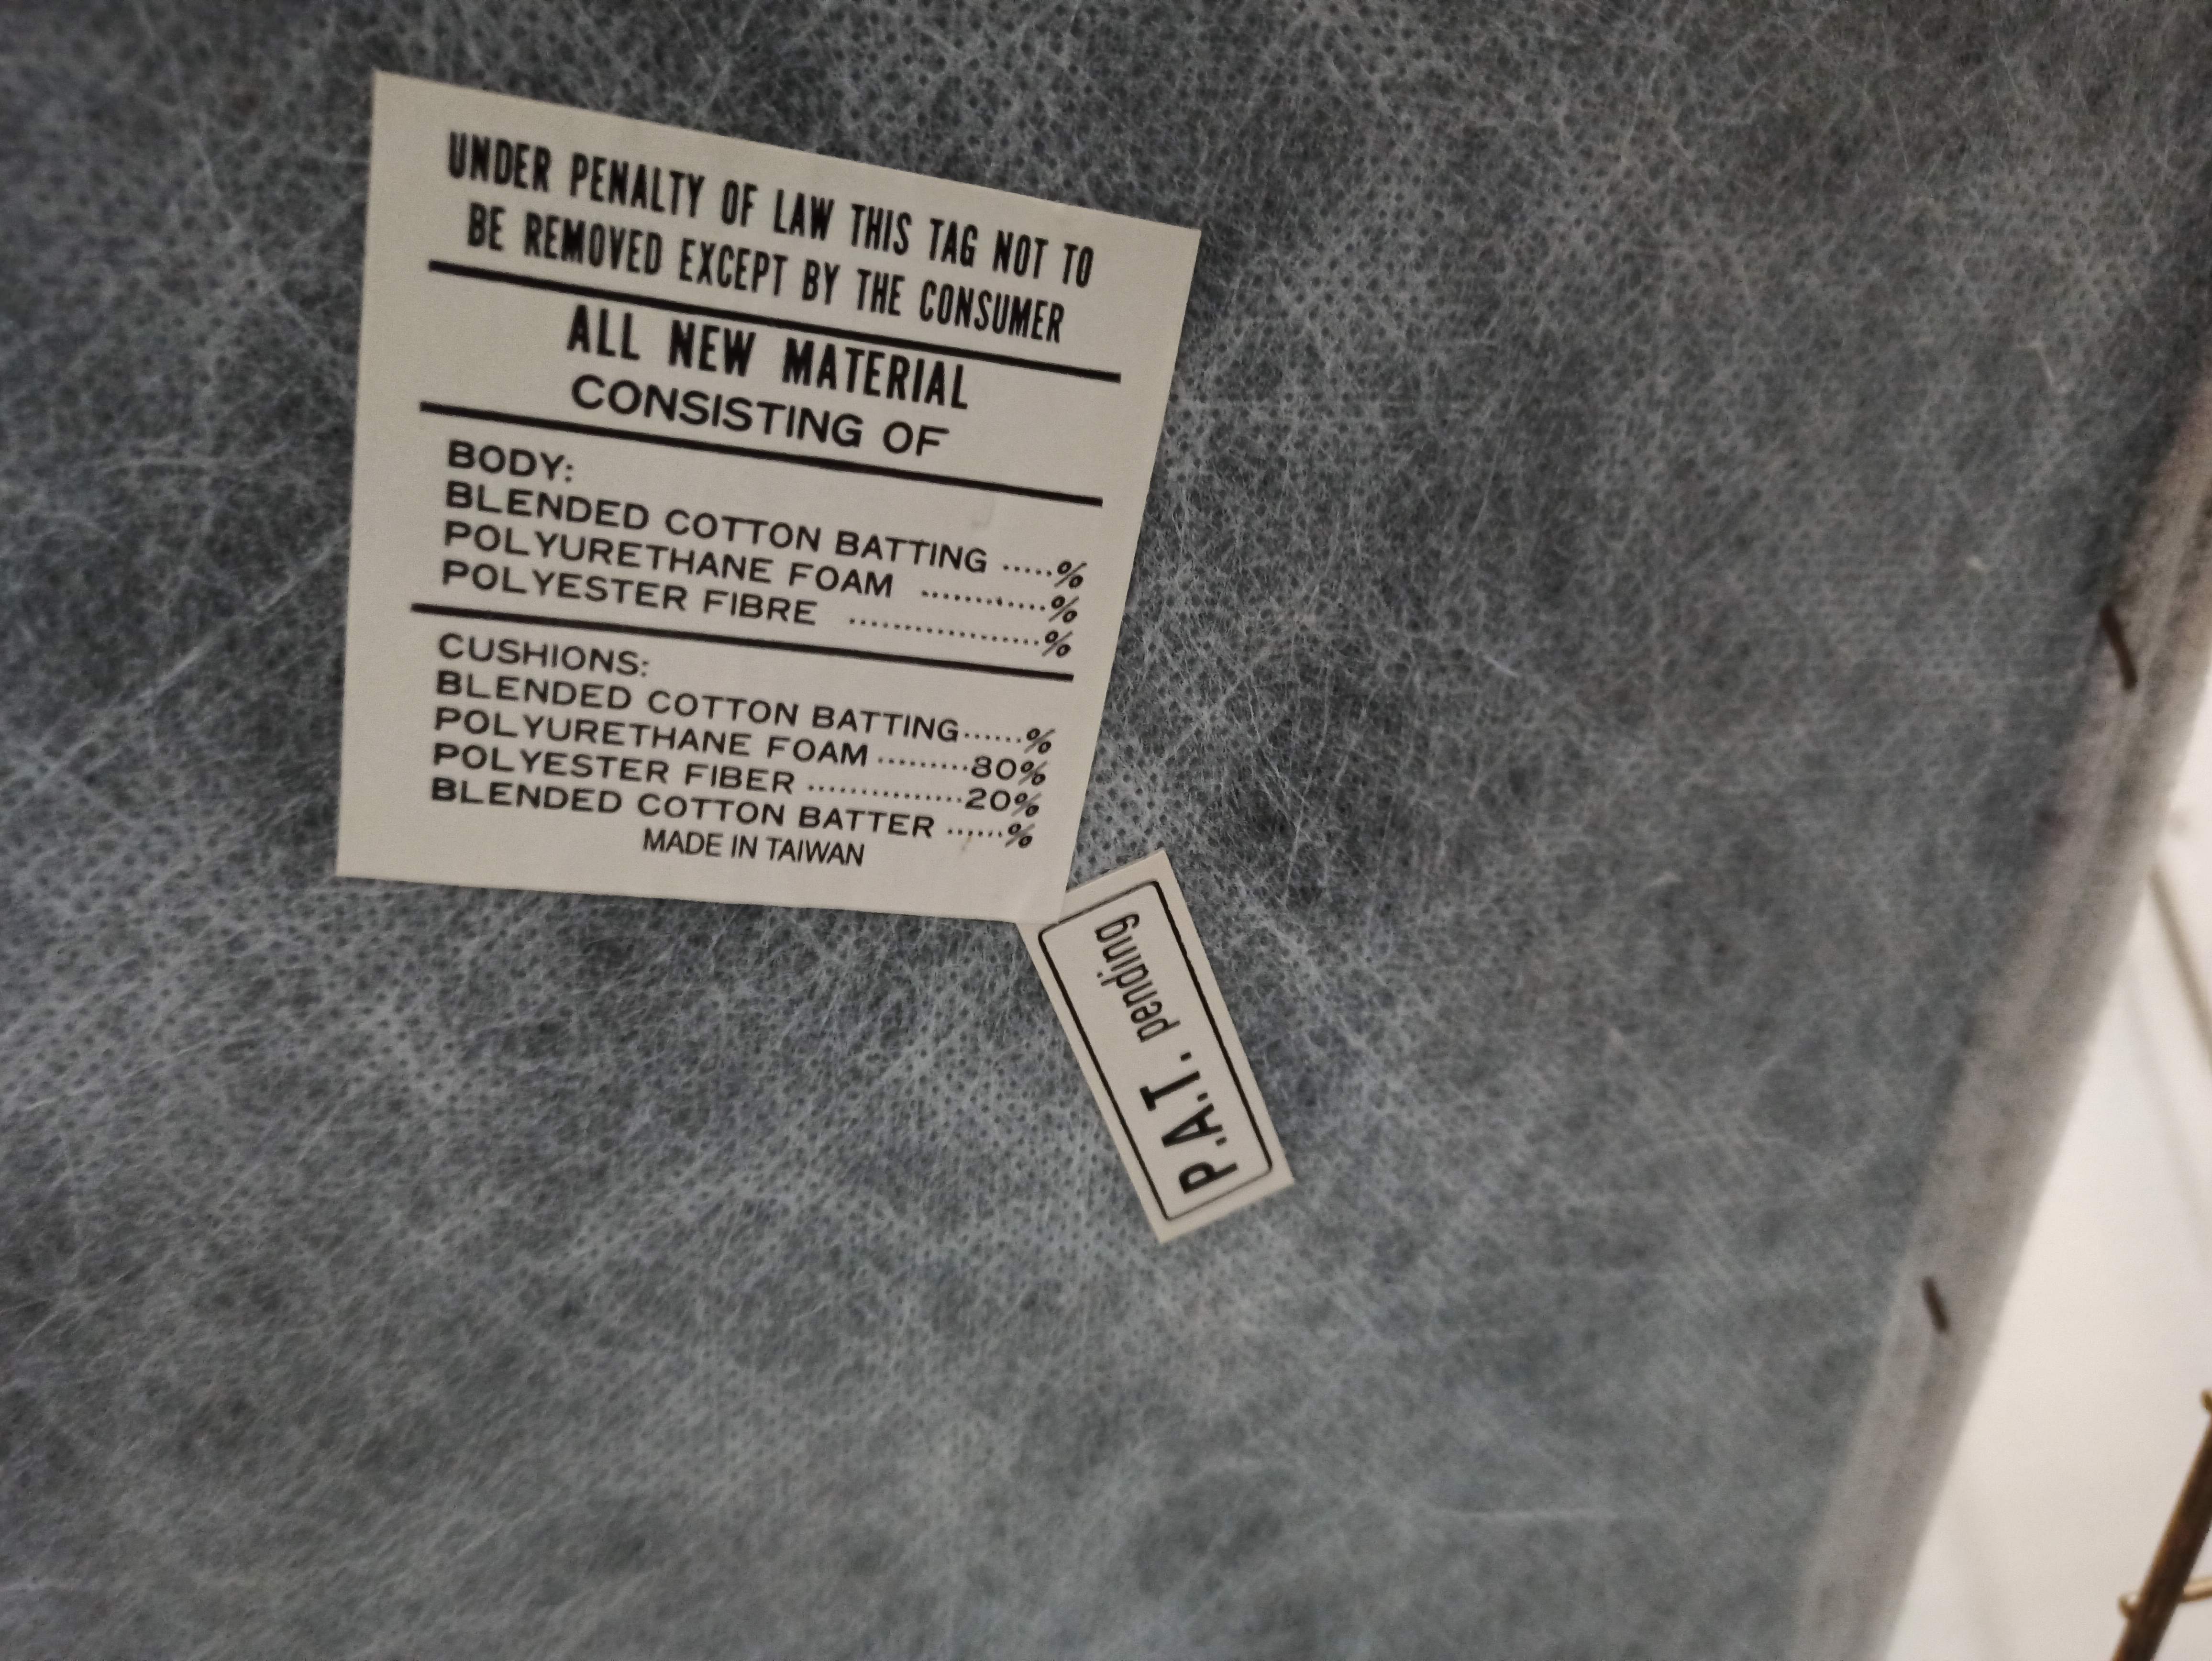 UNDER PENALTY OF LAW THIS TAG NOT TO
BE REMOVED EXCEPT BY THE CONSUMER
ALL NEW MATERIAL
CONSISTING OF
BODY:
BLENDED COTTON BATTING .....%
POLYURETHANE FOAM ............%
POLYESTER FIBRE ..................%
CUSHIONS:
BLENDED COTTON BATTING......%
POLYURETHANE FOAM .........80%
POLYESTER FIBER ...............20%
BLENDED COTTON BATTER ......%
MADE IN TAIWAN
P.A.T. pending